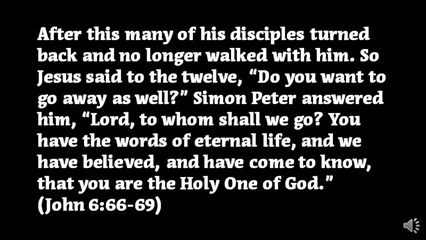 After this many of his disciples turned
back and no longer walked with him. So
Jesus said to the twelve, “Do you want to
go away as well?” Simon Peter answered
him, “Lord, to whom shall we go? You
have the words of eternal life, and we
have believed, and have come to know,
that you are the Holy One of God.”
(John 6:66-69)